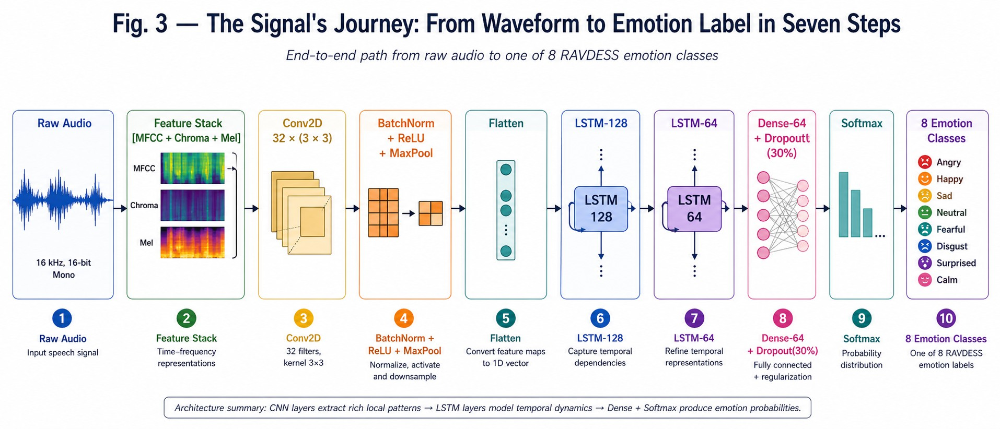 Fig. 3 — The Signal's Journey: From Waveform to Emotion Label in Seven Steps
End-to-end path from raw audio to one of 8 RAVDESS emotion classes
Raw Audio
16 kHz, 16-bit
Mono
Feature Stack
[MFCC + Chroma + Mel]
MFCC
Chroma
Mel
Conv2D
32 × (3 × 3)
BatchNorm
+ ReLU
+ MaxPool
Flatten
LSTM-128
LSTM
128
LSTM-64
LSTM
64
Dense-64
+ Dropoutt
(30%)
Softmax
8 Emotion
Classes
Angry
Happy
Sad
Neutral
Fearful
Disgust
Surprised
Calm
1
Raw Audio
Input speech signal
2
Feature Stack
Time-frequency
representations
3
Conv2D
32 filters,
kernel 3×3
4
BatchNorm +
ReLU + MaxPool
Normalize, activate
and downsample
5
Flatten
Convert feature maps
to 1D vector
6
LSTM-128
Capture temporal
dependencies
7
LSTM-64
Refine temporal
representations
8
Dense-64
+ Dropout(30%)
Fully connected
+ regularization
9
Softmax
Probability
distribution
10
8 Emotion Classes
One of 8 RAVDESS
emotion labels
Architecture summary: CNN layers extract rich local patterns → LSTM layers model temporal dynamics → Dense + Softmax produce emotion probabilities.